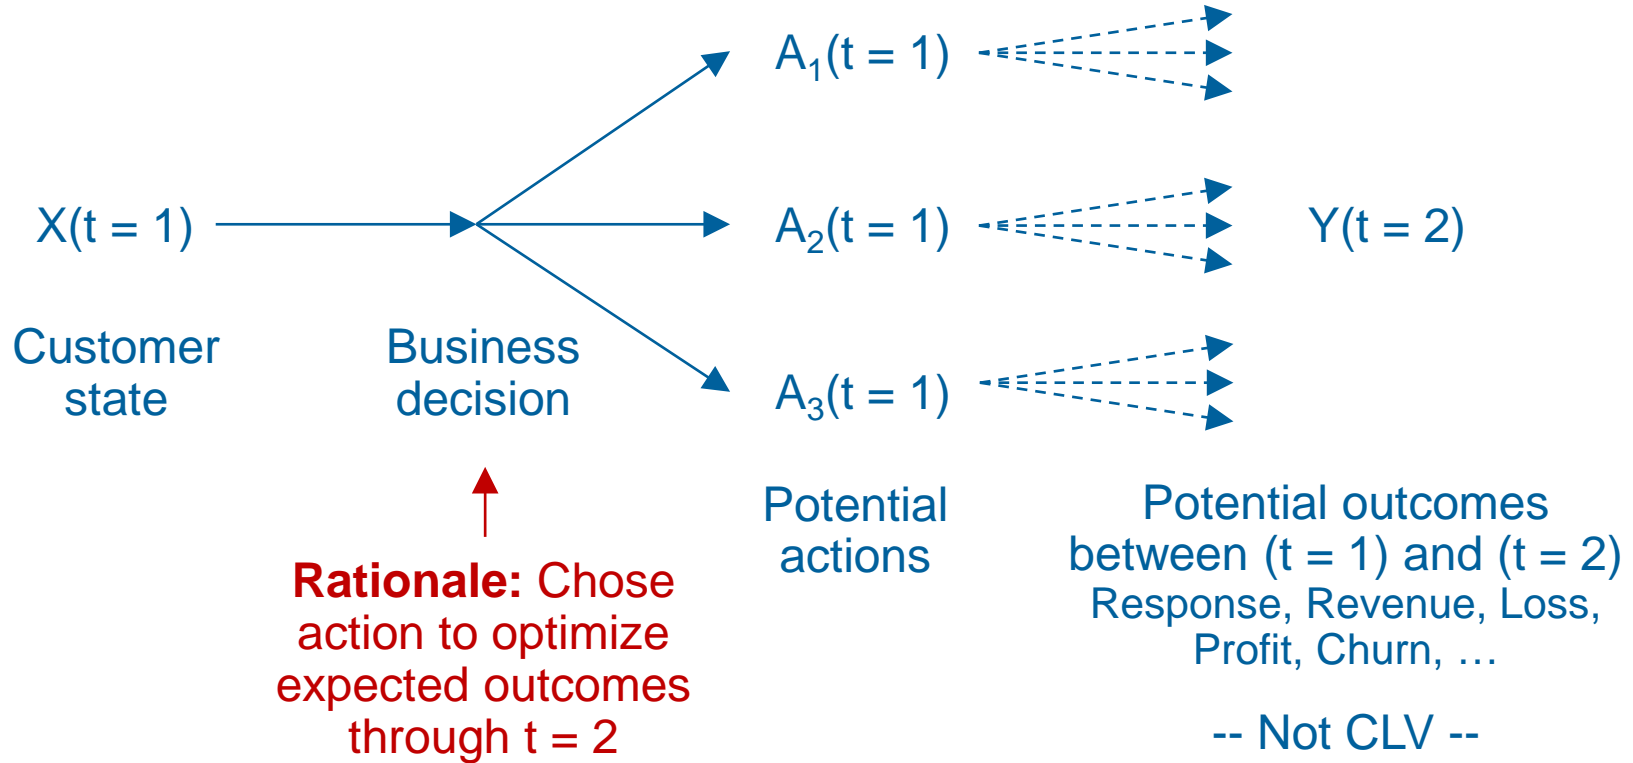 A₁(t = 1)
X(t = 1)
A₂(t = 1)
Y(t = 2)
Customer
state
Business
decision
A₃(t = 1)
Potential
actions
Potential outcomes
between (t = 1) and (t = 2)
Response, Revenue, Loss,
Profit, Churn, …
-- Not CLV --
Rationale: Chose
action to optimize
expected outcomes
through t = 2